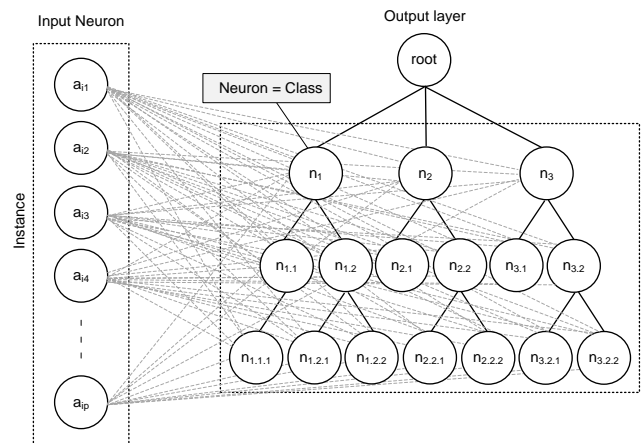 Input Neuron
Output layer
root
Neuron = Class
Instance
ai1
ai2
ai3
ai4
aip
n1
n2
n3
n1.1
n1.2
n2.1
n2.2
n3.1
n3.2
n1.1.1
n1.2.1
n1.2.2
n2.2.1
n2.2.2
n3.2.1
n3.2.2